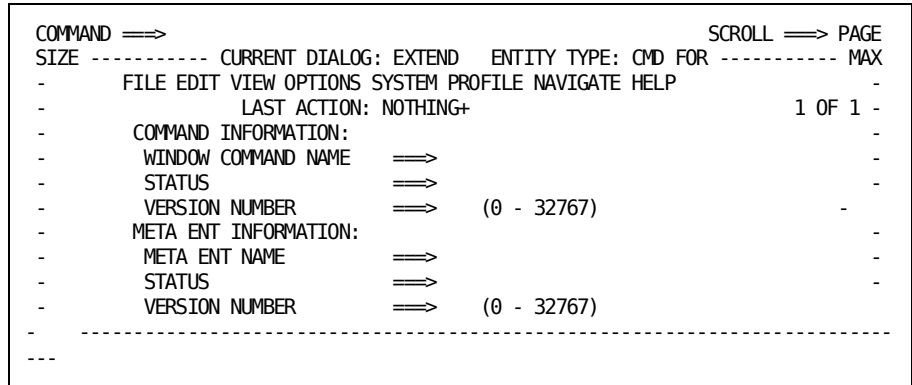 COMMAND ===> SCROLL ===> PAGE
SIZE ----------- CURRENT DIALOG: EXTEND ENTITY TYPE: CMD FOR ----------- MAX
- FILE EDIT VIEW OPTIONS SYSTEM PROFILE NAVIGATE HELP -
- LAST ACTION: NOTHING+ 1 OF 1 -
- COMMAND INFORMATION: -
- WINDOW COMMAND NAME ===> -
- STATUS ===> -
- VERSION NUMBER ===> (0 - 32767) -
- META ENT INFORMATION: -
- META ENT NAME ===> -
- STATUS ===> -
- VERSION NUMBER ===> (0 - 32767)
- ---------------------------------------------------------------------------
---